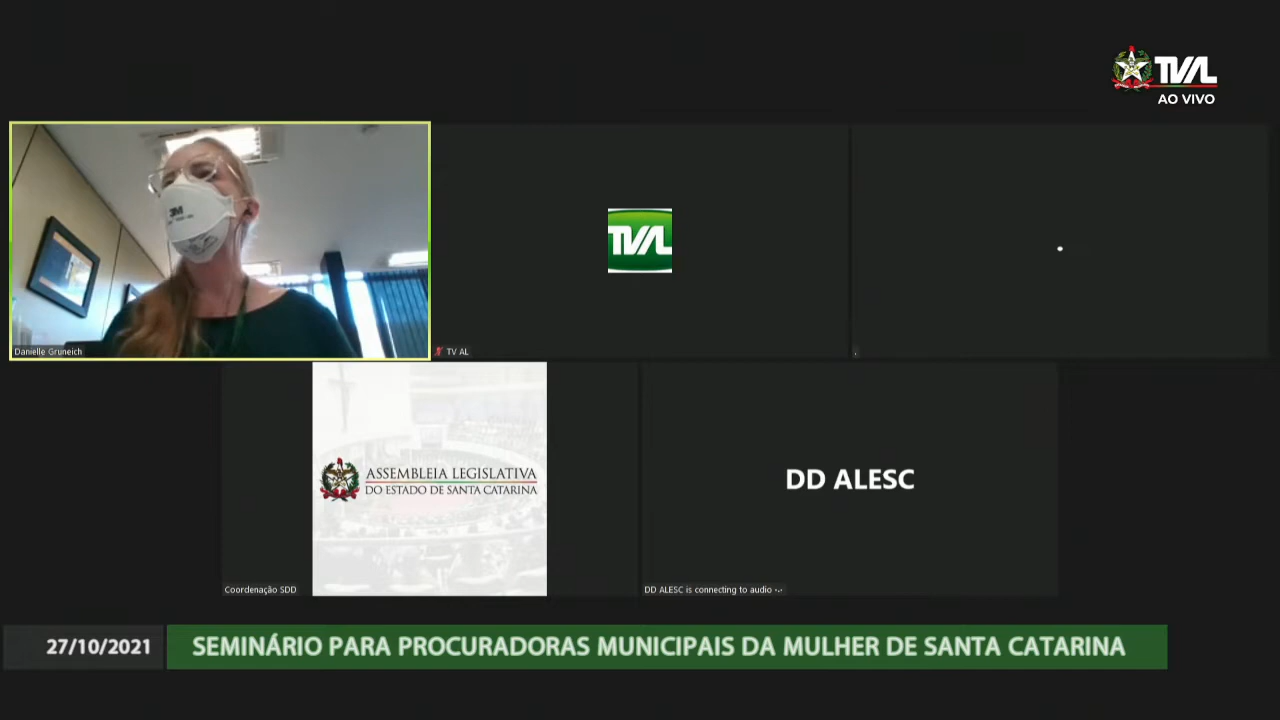 TVAL
AO VIVO
3M
Danielle Gruneich
TVAL
TV AL
.
ASSEMBLEIA LEGISLATIVA
DO ESTADO DE SANTA CATARINA
Coordenação SDD
DD ALESC
DD ALESC is connecting to audio
27/10/2021
SEMINÁRIO PARA PROCURADORAS MUNICIPAIS DA MULHER DE SANTA CATARINA